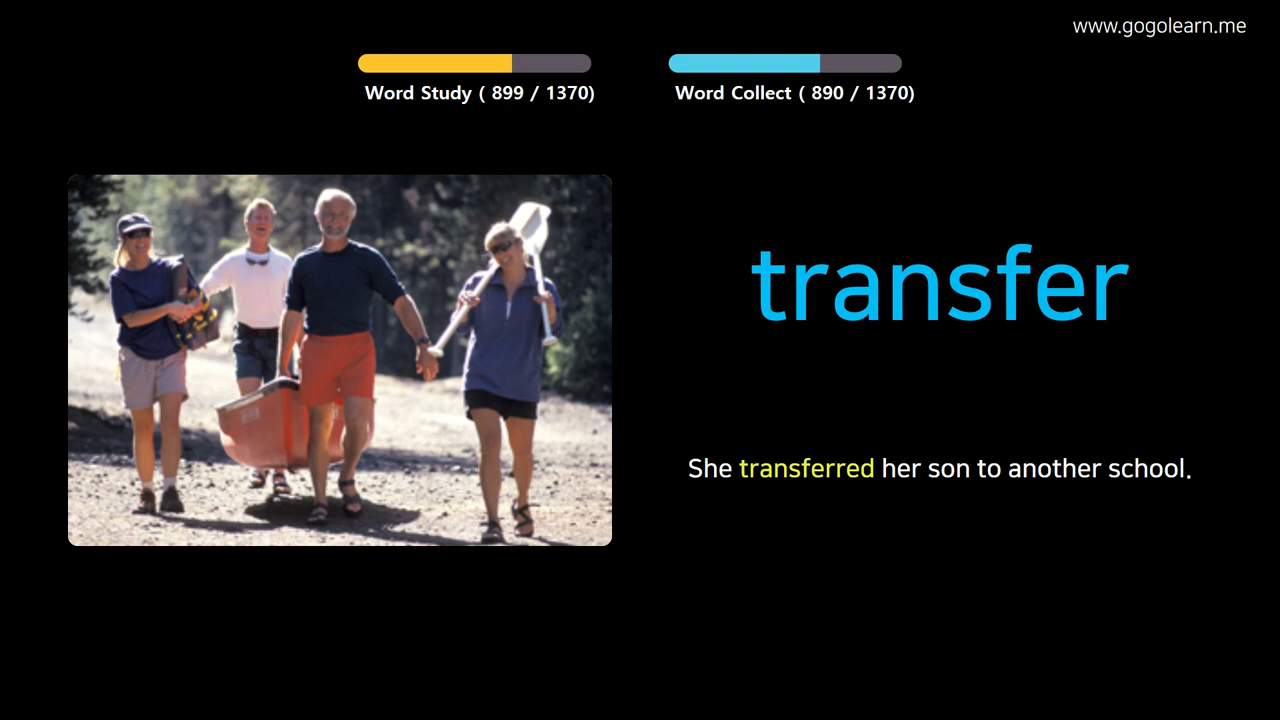 www.gogolearn.me
Word Study ( 899 / 1370)
Word Collect ( 890 / 1370)
transfer
She transferred her son to another school.